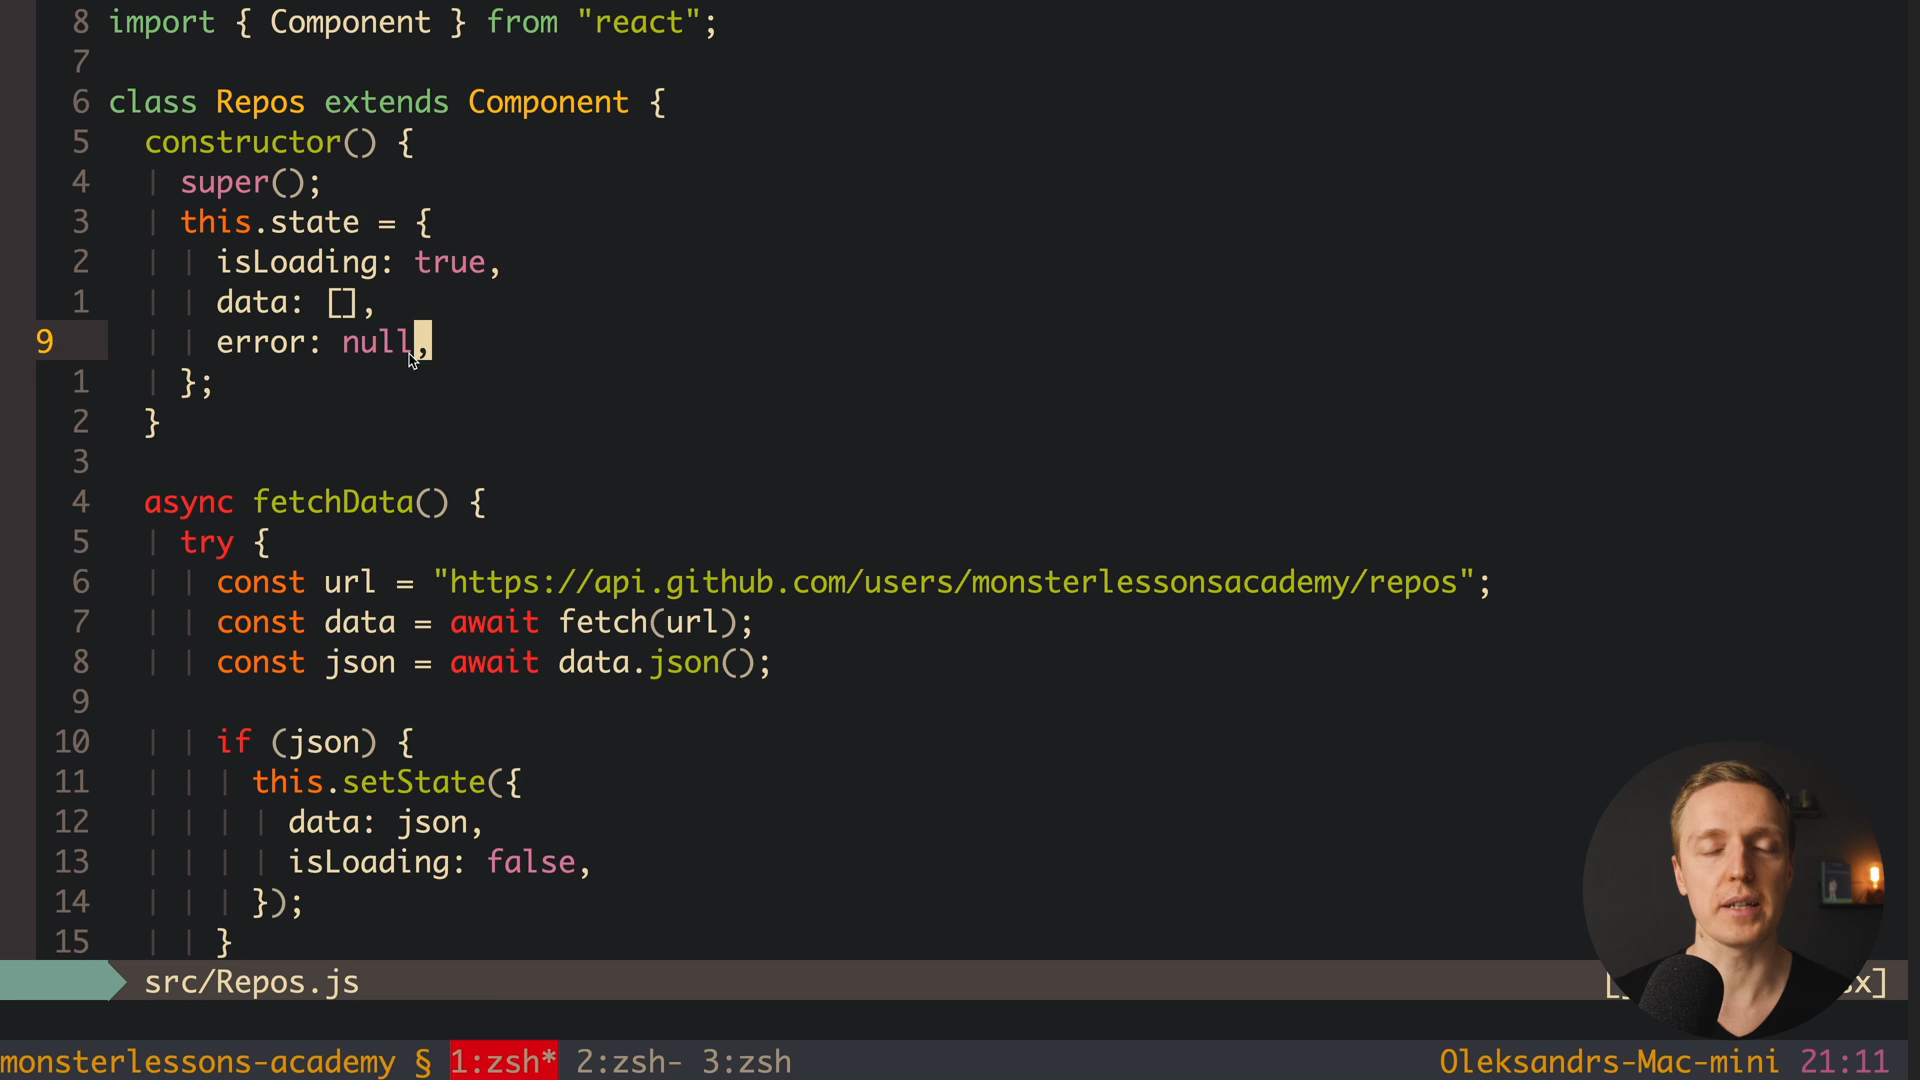 8 import { Component } from "react";
7
6 class Repos extends Component {
5 constructor() {
4 super();
3 this.state = {
2 isLoading: true,
1 data: [],
9 error: null,
1 };
2 }
3
4 async fetchData() {
5 try {
6 const url = "https://api.github.com/users/monsterlessonsacademy/repos";
7 const data = await fetch(url);
8 const json = await data.json();
9
10 if (json) {
11 this.setState({
12 data: json,
13 isLoading: false,
14 });
15 }
src/Repos.js
monsterlessons-academy § 1:zsh* 2:zsh- 3:zsh Oleksandrs-Mac-mini 21:11